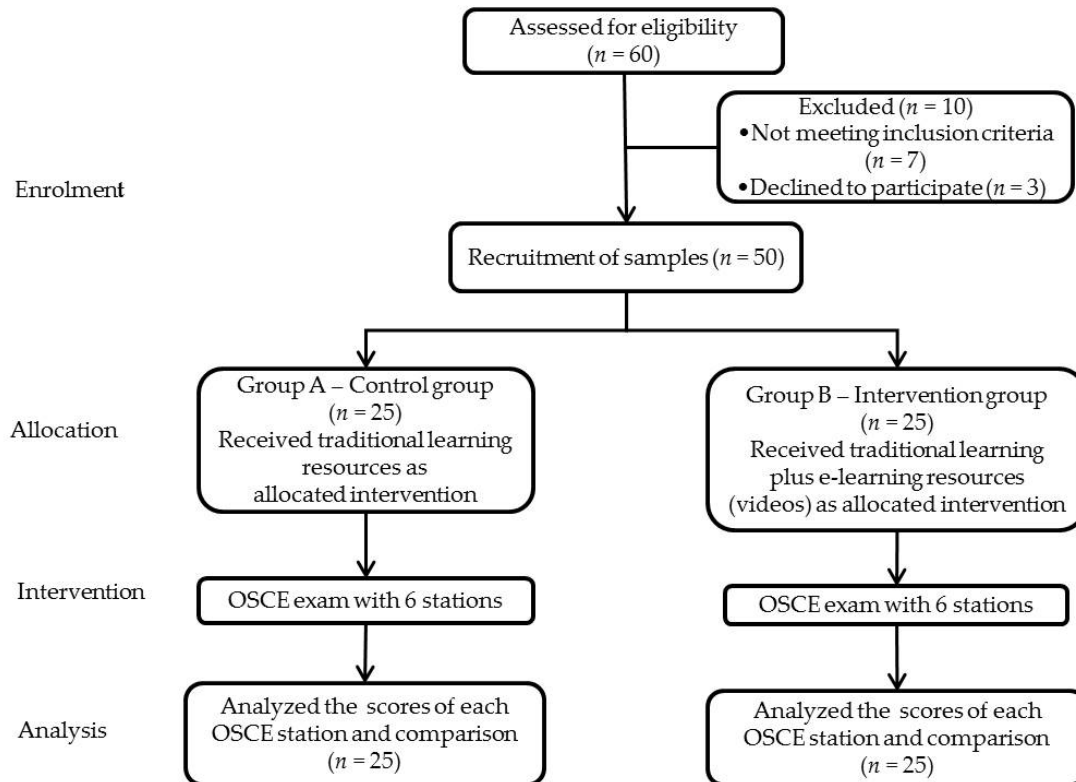 Assessed for eligibility
(n = 60)
Excluded (n = 10)
•Not meeting inclusion criteria
(n = 7)
•Declined to participate (n = 3)
Enrolment
Recruitment of samples (n = 50)
Allocation
Group A – Control group
(n = 25)
Received traditional learning
resources as
allocated intervention
Group B – Intervention group
(n = 25)
Received traditional learning
plus e-learning resources
(videos) as allocated intervention
Intervention
OSCE exam with 6 stations
OSCE exam with 6 stations
Analysis
Analyzed the scores of each
OSCE station and comparison
(n = 25)
Analyzed the scores of each
OSCE station and comparison
(n = 25)